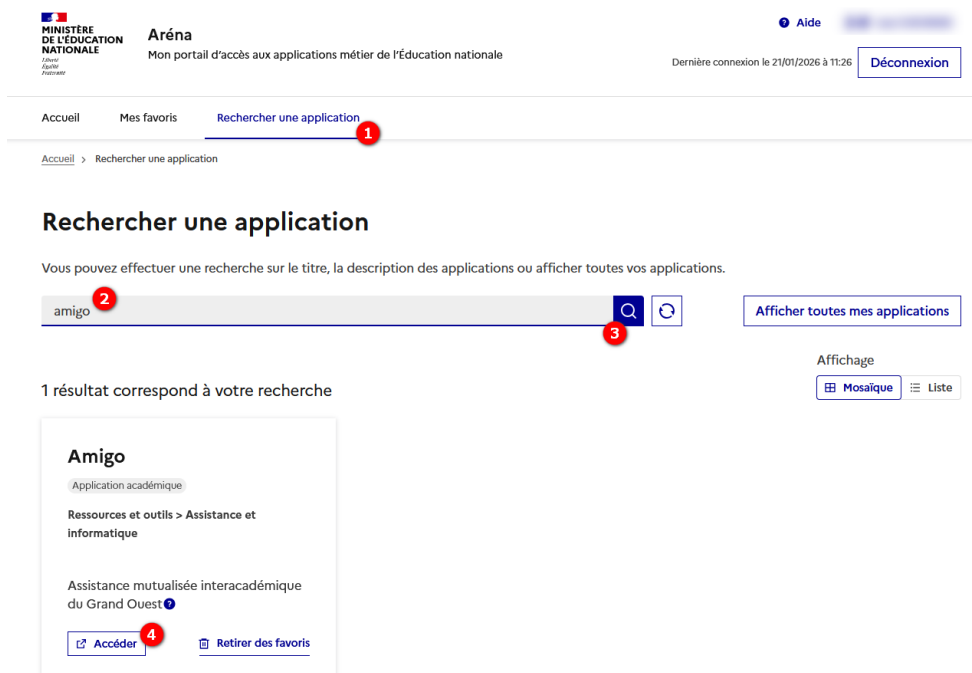 MINISTÈRE
DE L'ÉDUCATION
NATIONALE
Liberté
Égalité
Fraternité
Aréna
Mon portail d'accès aux applications métier de l'Éducation nationale
Aide
Dernière connexion le 21/01/2026 à 11:26
Déconnexion
Accueil
Mes favoris
Rechercher une application
1
Accueil > Rechercher une application
Rechercher une application
Vous pouvez effectuer une recherche sur le titre, la description des applications ou afficher toutes vos applications.
amigo
2
3
Afficher toutes mes applications
Affichage
Mosaïque
Liste
1 résultat correspond à votre recherche
Amigo
Application académique
Ressources et outils > Assistance et
informatique
Assistance mutualisée interacadémique
du Grand Ouest
Accéder
4
Retirer des favoris